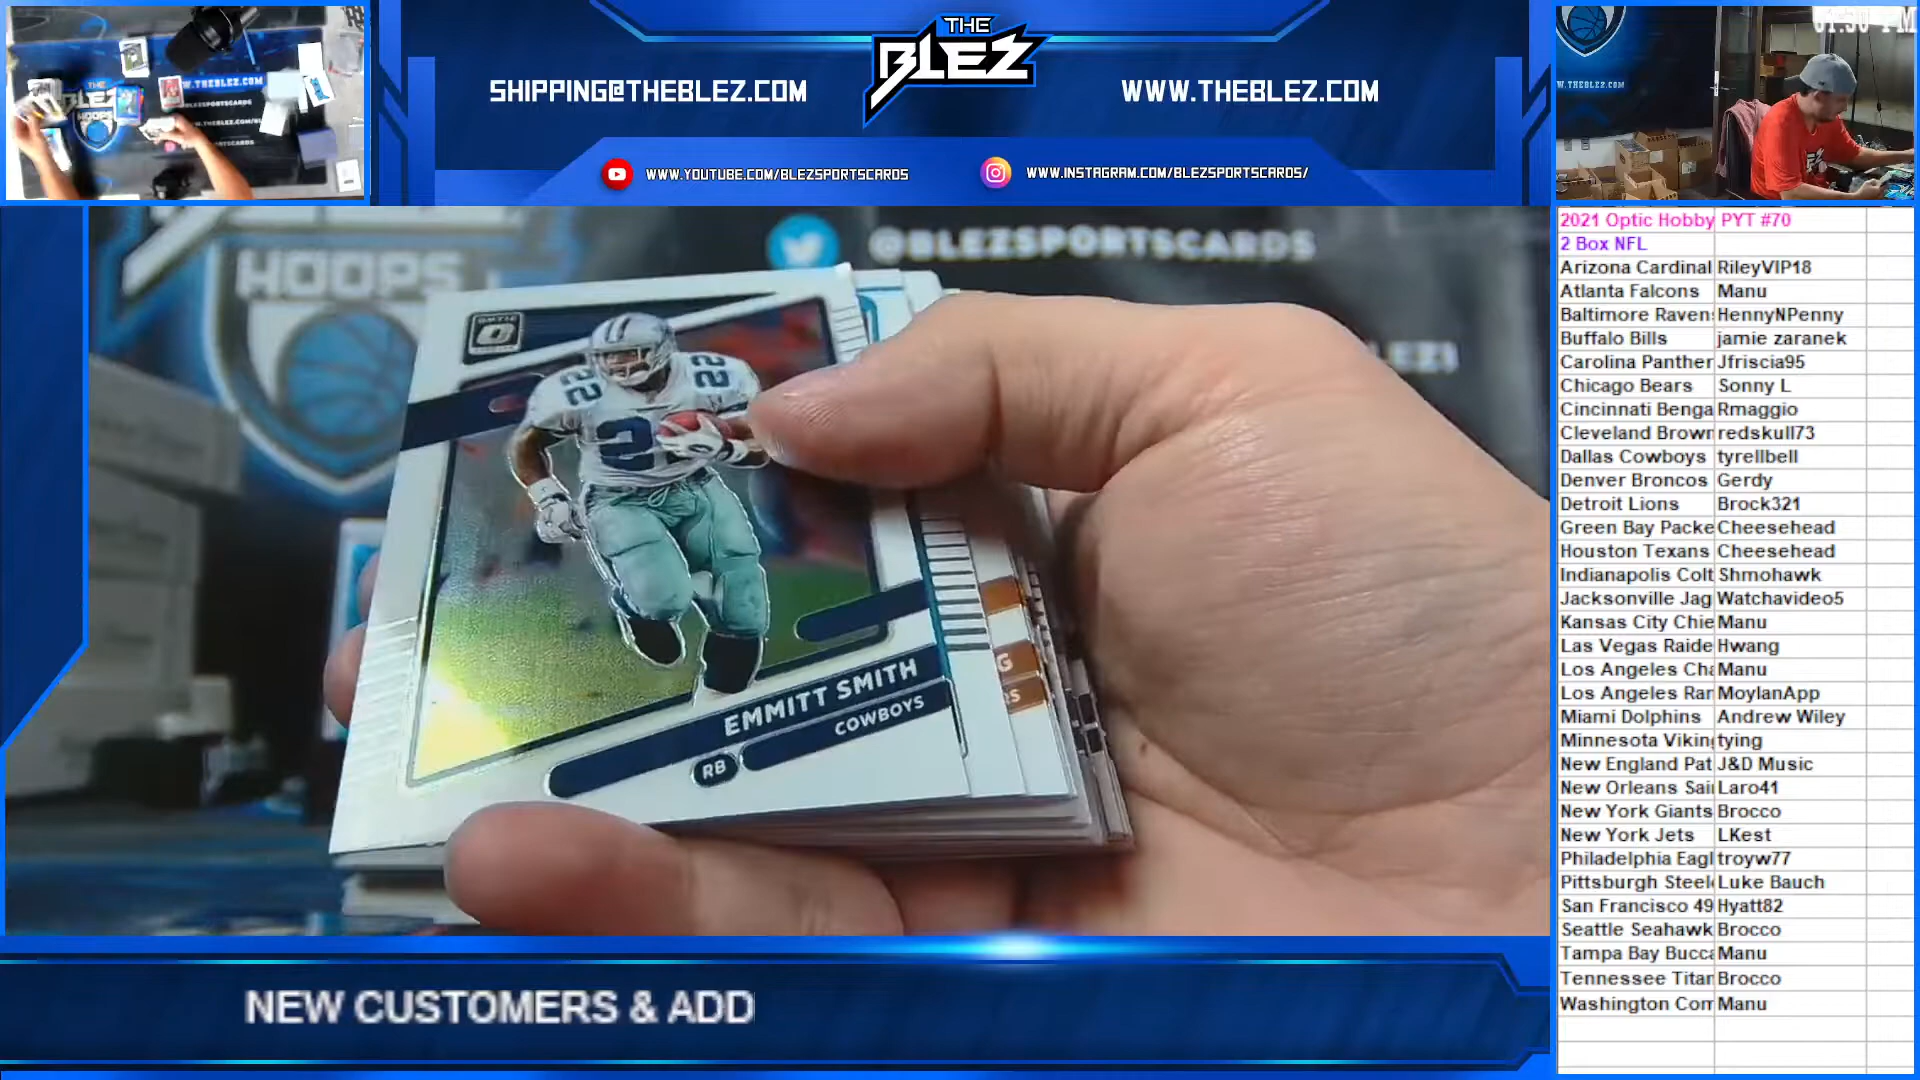 THE
BLEZ
SHIPPING@THEBLEZ.COM
WWW.THEBLEZ.COM
WWW.YOUTUBE.COM/BLEZSPORTSCARDS
WWW.INSTAGRAM.COM/BLEZSPORTSCARDS/
HOOPS
@BLEZSPORTSCARDS
OPTIC
22
22
EMMITT SMITH
COWBOYS
RB
NEW CUSTOMERS & ADD
2021 Optic Hobby PYT #70
2 Box NFL
Arizona Cardinal RileyVIP18
Atlanta Falcons Manu
Baltimore Ravens HennyNPenny
Buffalo Bills jamie zaranek
Carolina Panther Jfriscia95
Chicago Bears Sonny L
Cincinnati Benga Rmaggio
Cleveland Brown redskull73
Dallas Cowboys tyrellbell
Denver Broncos Gerdy
Detroit Lions Brock321
Green Bay Packe Cheesehead
Houston Texans Cheesehead
Indianapolis Colt Shmohawk
Jacksonville Jag Watchavideo5
Kansas City Chie Manu
Las Vegas Raide Hwang
Los Angeles Cha Manu
Los Angeles Ran MoylanApp
Miami Dolphins Andrew Wiley
Minnesota Viking tying
New England Pat J&D Music
New Orleans Sai Laro41
New York Giants Brocco
New York Jets LKest
Philadelphia Eagl troyw77
Pittsburgh Steel Luke Bauch
San Francisco 49 Hyatt82
Seattle Seahawk Brocco
Tampa Bay Bucca Manu
Tennessee Titan Brocco
Washington Com Manu